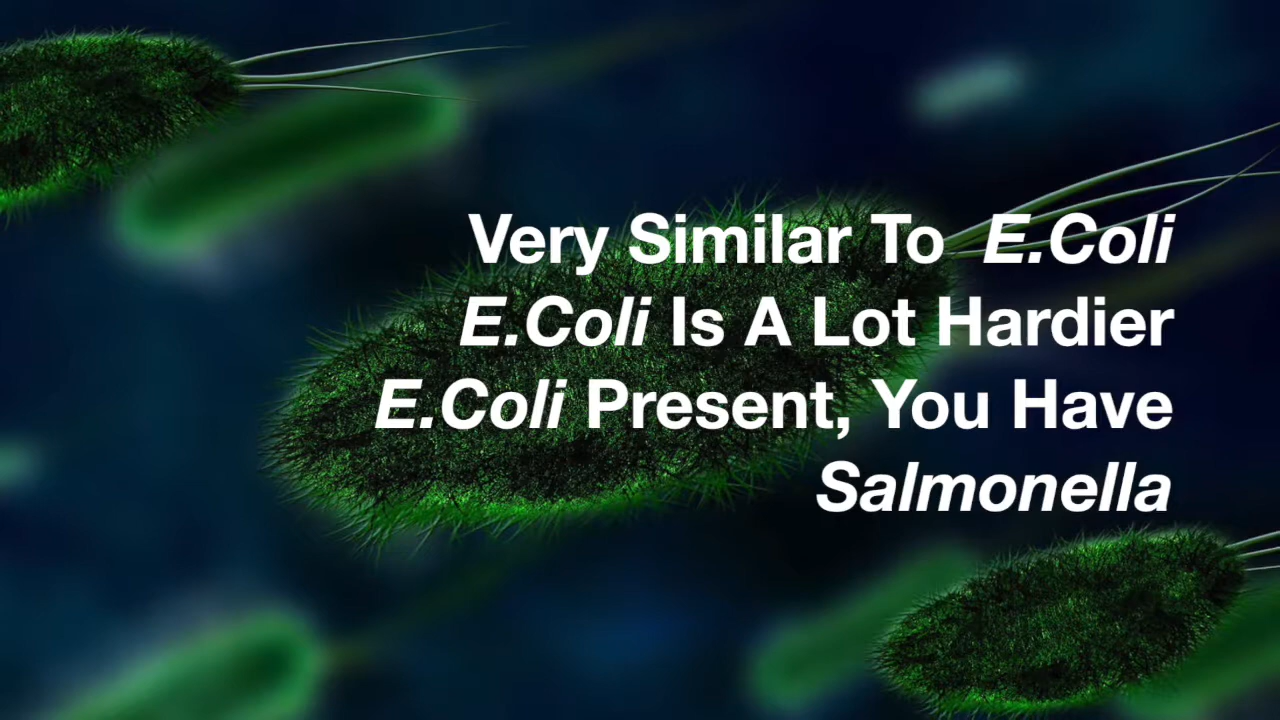 Very Similar To E.Coli
E.Coli Is A Lot Hardier
E.Coli Present, You Have
Salmonella